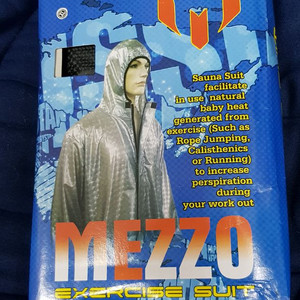 Sauna Suit
facilitate
in use natural
baby heat
generated from
exercise (Such as
Rope Jumping,
Calisthenics
or Running)
to increase
perspiration
during
your work out
MEZZO
EXERCISE SUIT